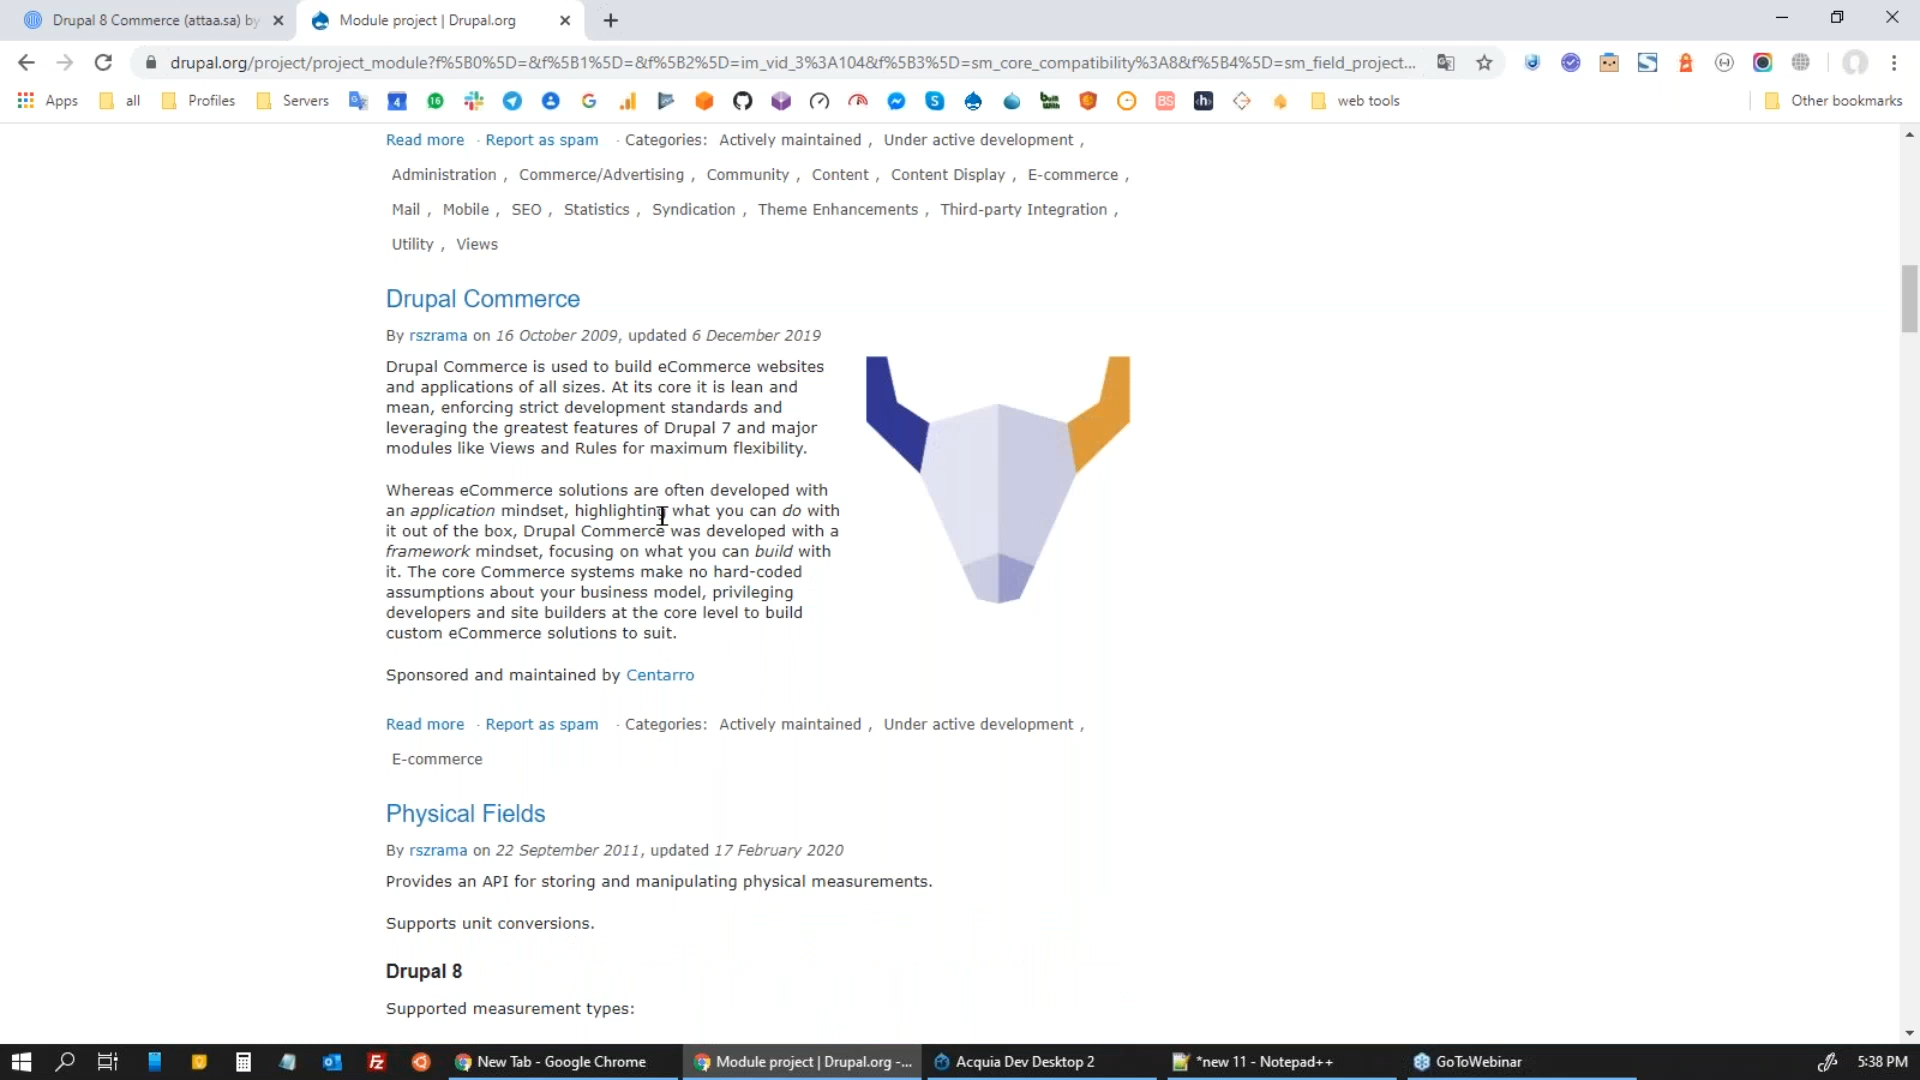 Drupal 8 Commerce (attaa.sa) by
Module project | Drupal.org
drupal.org/project/project_module?f%5B0%5D=&f%5B1%5D=&f%5B2%5D=im_vid_3%3A104&f%5B3%5D=sm_core_compatibility%3A8&f%5B4%5D=sm_field_project...
Apps all Profiles Servers web tools Other bookmarks
Read more · Report as spam · Categories: Actively maintained , Under active development ,
Administration , Commerce/Advertising , Community , Content , Content Display , E-commerce ,
Mail , Mobile , SEO , Statistics , Syndication , Theme Enhancements , Third-party Integration ,
Utility , Views
Drupal Commerce
By rszrama on 16 October 2009, updated 6 December 2019
Drupal Commerce is used to build eCommerce websites
and applications of all sizes. At its core it is lean and
mean, enforcing strict development standards and
leveraging the greatest features of Drupal 7 and major
modules like Views and Rules for maximum flexibility.
Whereas eCommerce solutions are often developed with
an application mindset, highlighting what you can do with
it out of the box, Drupal Commerce was developed with a
framework mindset, focusing on what you can build with
it. The core Commerce systems make no hard-coded
assumptions about your business model, privileging
developers and site builders at the core level to build
custom eCommerce solutions to suit.
Sponsored and maintained by Centarro
Read more · Report as spam · Categories: Actively maintained , Under active development ,
E-commerce
Physical Fields
By rszrama on 22 September 2011, updated 17 February 2020
Provides an API for storing and manipulating physical measurements.
Supports unit conversions.
Drupal 8
Supported measurement types:
New Tab - Google Chrome Module project | Drupal.org -... Acquia Dev Desktop 2 *new 11 - Notepad++ GoToWebinar 5:38 PM